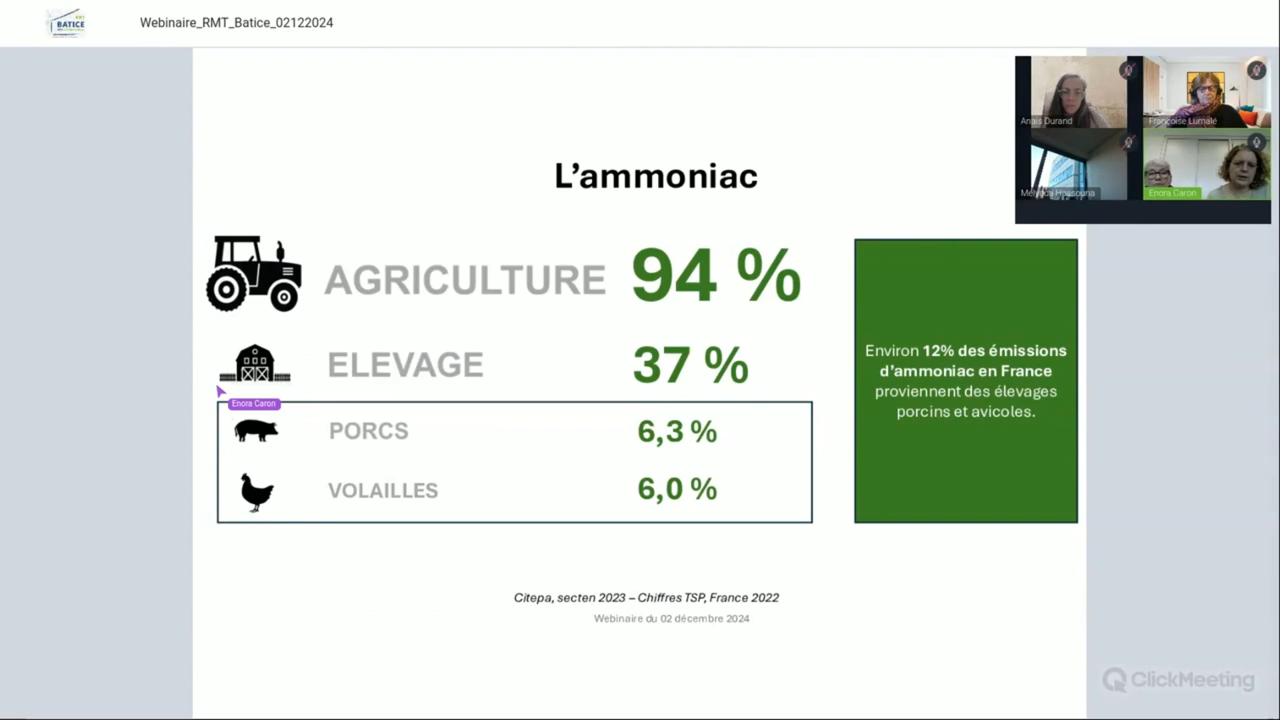 BATICE
Webinaire_RMT_Batice_02122024
Anaïs Durand
Françoise Lumalé
Enora Caron
L’ammoniac
AGRICULTURE 94 %
ELEVAGE 37 %
Enora Caron
PORCS 6,3 %
VOLAILLES 6,0 %
Environ 12% des émissions
d’ammoniac en France
proviennent des élevages
porcins et avicoles.
Citepa, secten 2023 – Chiffres TSP, France 2022
Webinaire du 02 décembre 2024
ClickMeeting